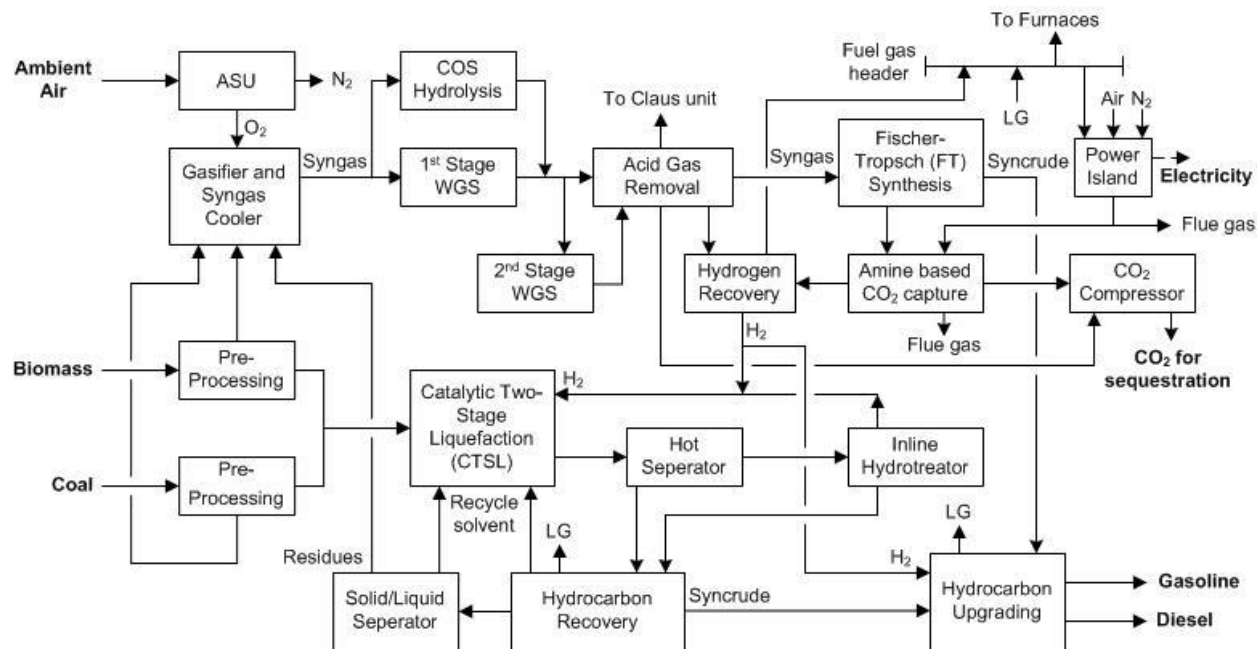 To Furnaces
Fuel gas
header
Ambient
Air
ASU
N2
COS
Hydrolysis
To Claus unit
LG
Air
N2
O2
Gasifier and
Syngas
Cooler
Syngas
1st Stage
WGS
Acid Gas
Removal
Syngas
Fischer-
Tropsch (FT)
Synthesis
Syncrude
Power
Island
Electricity
Flue gas
2nd Stage
WGS
Hydrogen
Recovery
Amine based
CO2 capture
CO2
Compressor
H2
Flue gas
CO2 for
sequestration
Biomass
Pre-
Processing
H2
Catalytic Two-
Stage
Liquefaction
(CTSL)
Hot
Seperator
Inline
Hydrotreator
Coal
Pre-
Processing
Recycle
solvent
LG
LG
Residues
H2
Solid/Liquid
Seperator
Hydrocarbon
Recovery
Syncrude
Hydrocarbon
Upgrading
Gasoline
Diesel